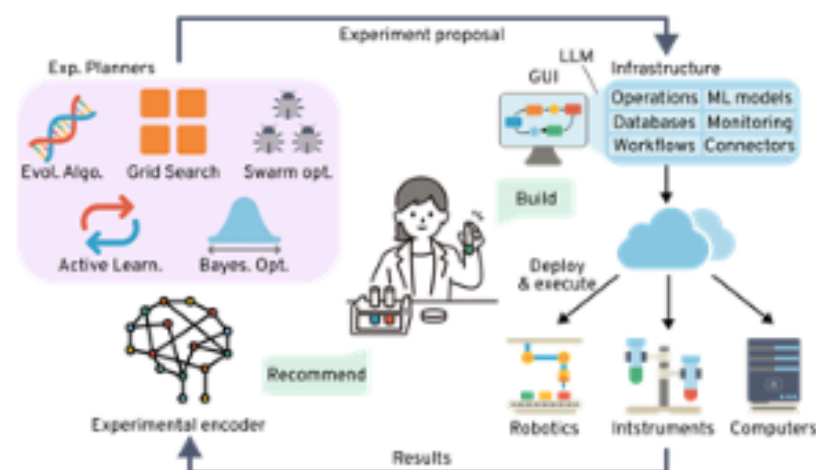 Experiment proposal
Exp. Planners
LLM
GUI
Infrastructure
Operations
ML models
Databases
Monitoring
Workflows
Connectors
Evol. Algo.
Grid Search
Swarm opt.
Active Learn.
Bayes. Opt.
Build
Deploy
& execute
Recommend
Experimental encoder
Robotics
Intstruments
Computers
Results